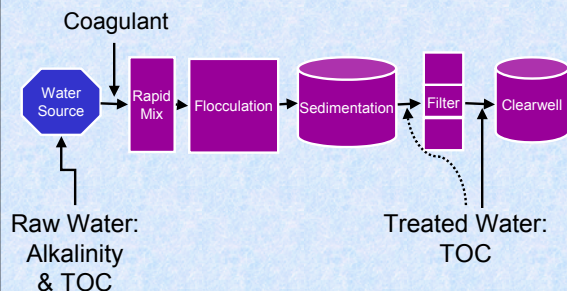 Coagulant
Water
Source
Rapid
Mix
Flocculation
Sedimentation
Filter
Clearwell
Raw Water:
Alkalinity
& TOC
Treated Water:
TOC